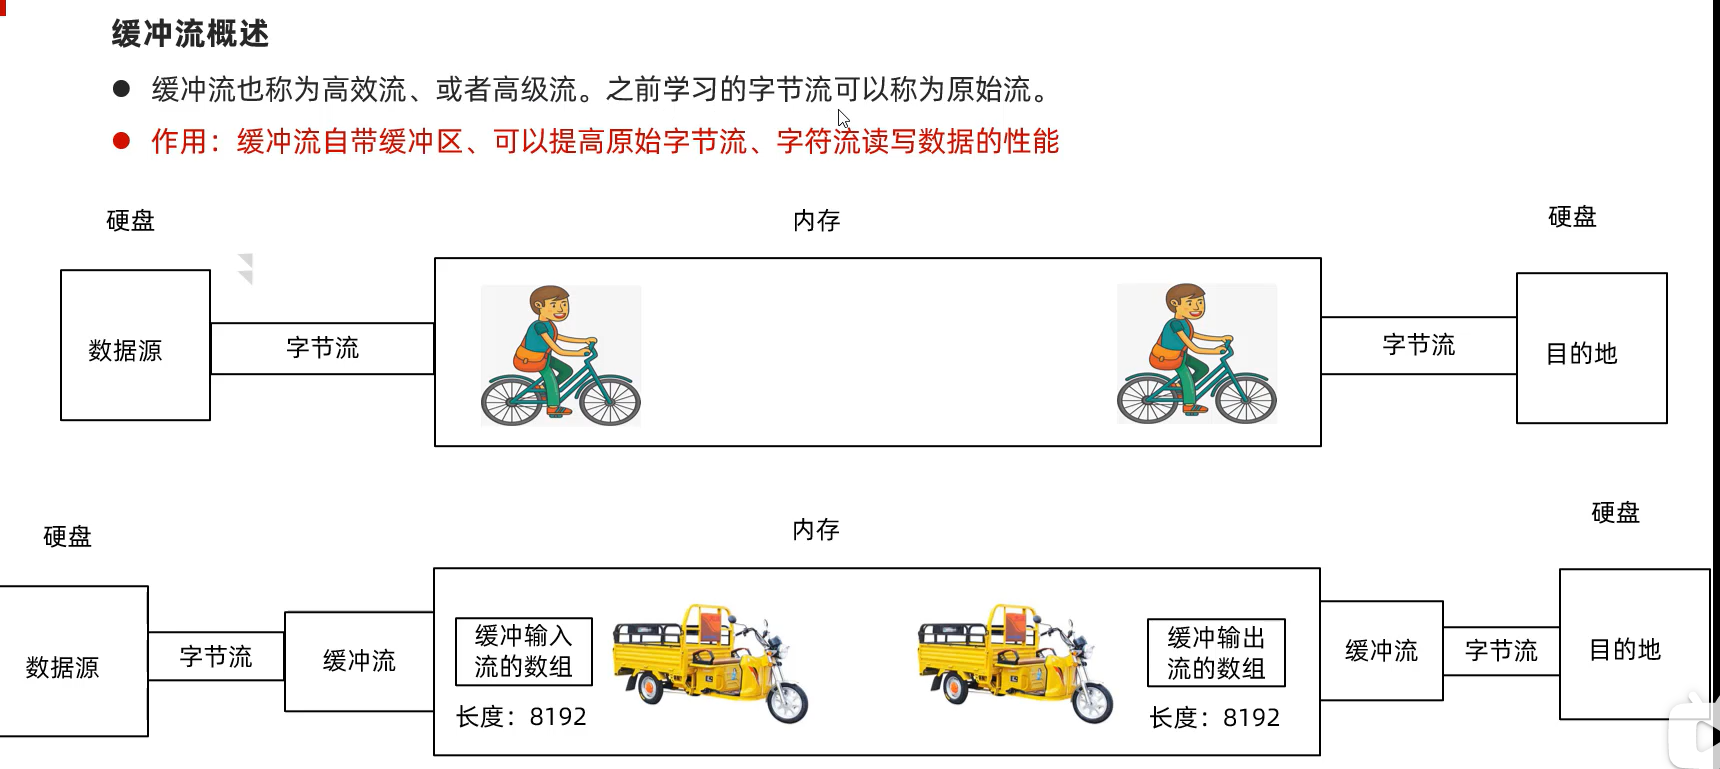 缓冲流概述
缓冲流也称为高效流、或者高级流。之前学习的字节流可以称为原始流。
作用：缓冲流自带缓冲区、可以提高原始字节流、字符流读写数据的性能
硬盘
内存
硬盘
数据源
字节流
字节流
目的地
硬盘
内存
硬盘
数据源
字节流
缓冲流
缓冲输入
流的数组
长度：8192
缓冲输出
流的数组
长度：8192
缓冲流
字节流
目的地